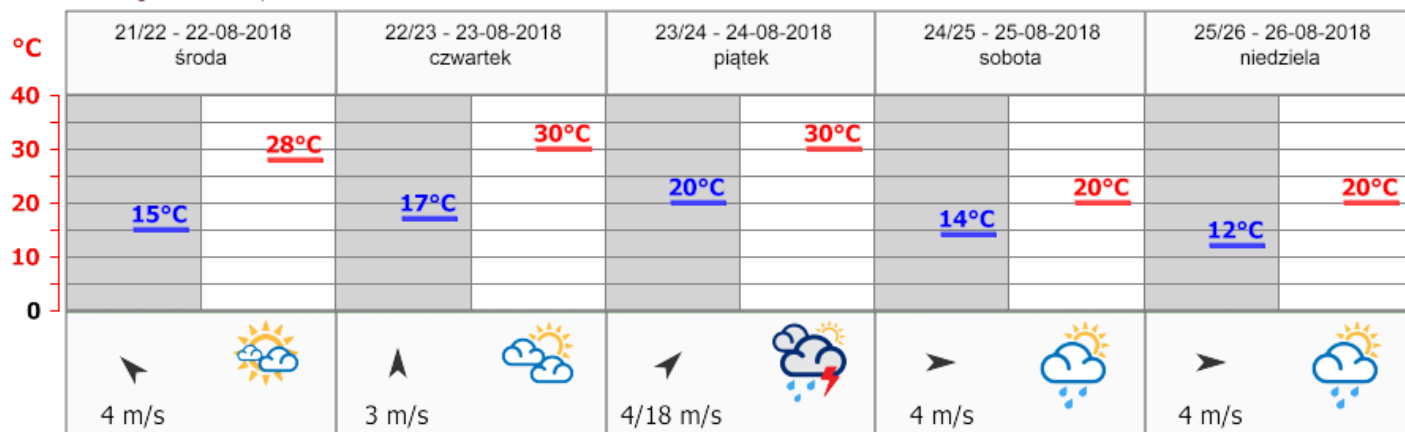 21/22 - 22-08-2018
środa
22/23 - 23-08-2018
czwartek
23/24 - 24-08-2018
piątek
24/25 - 25-08-2018
sobota
25/26 - 26-08-2018
niedziela
°C
40
30
20
10
0
15°C
28°C
17°C
30°C
20°C
30°C
14°C
20°C
12°C
20°C
4 m/s
3 m/s
4/18 m/s
4 m/s
4 m/s